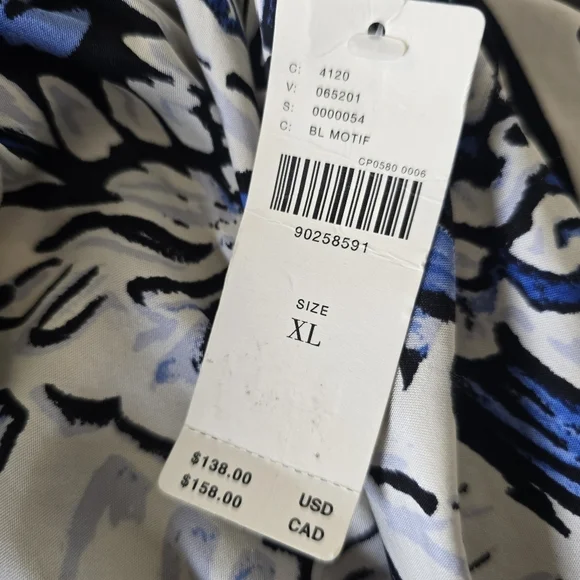 C: 4120
V: 065201
S: 0000054
C: BL MOTIF
CP0580 0006
90258591
SIZE
XL
$138.00 USD
$158.00 CAD